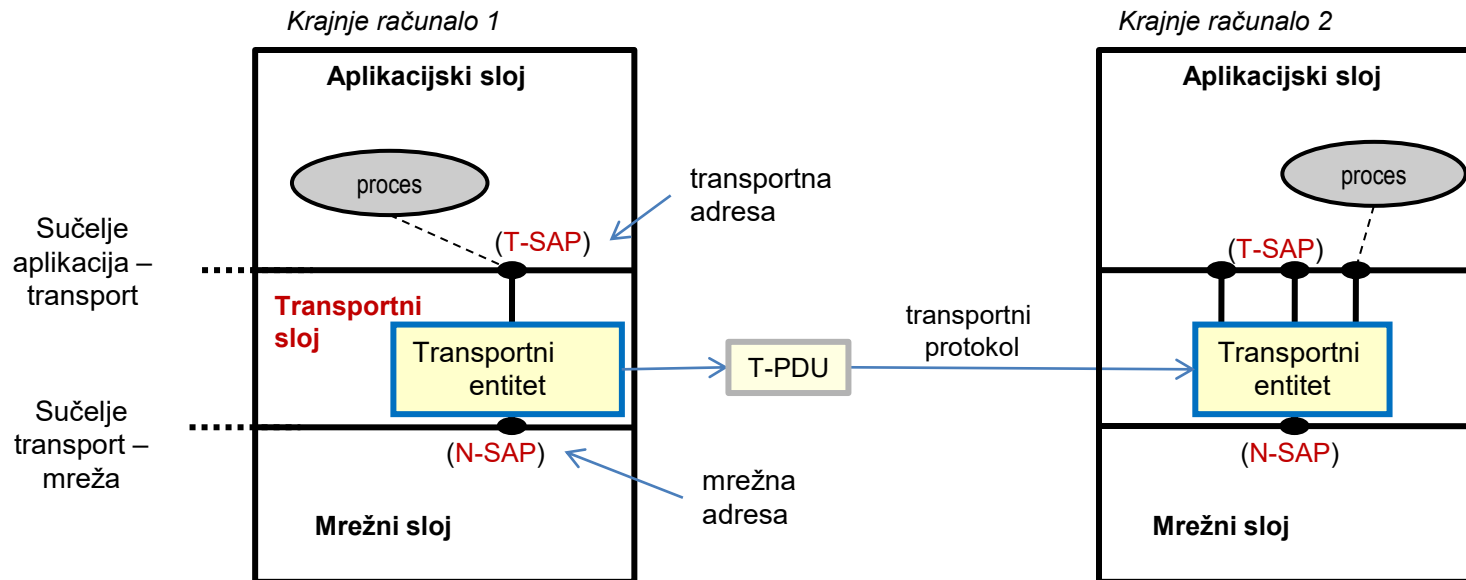 Krajnje računalo 1
Krajnje računalo 2
Aplikacijski sloj
Aplikacijski sloj
proces
proces
transportna
adresa
Sučelje
aplikacija –
transport
(T-SAP)
(T-SAP)
Transportni
sloj
Transportni
entitet
T-PDU
transportni
protokol
Transportni
entitet
Sučelje
transport –
mreža
(N-SAP)
(N-SAP)
mrežna
adresa
Mrežni sloj
Mrežni sloj